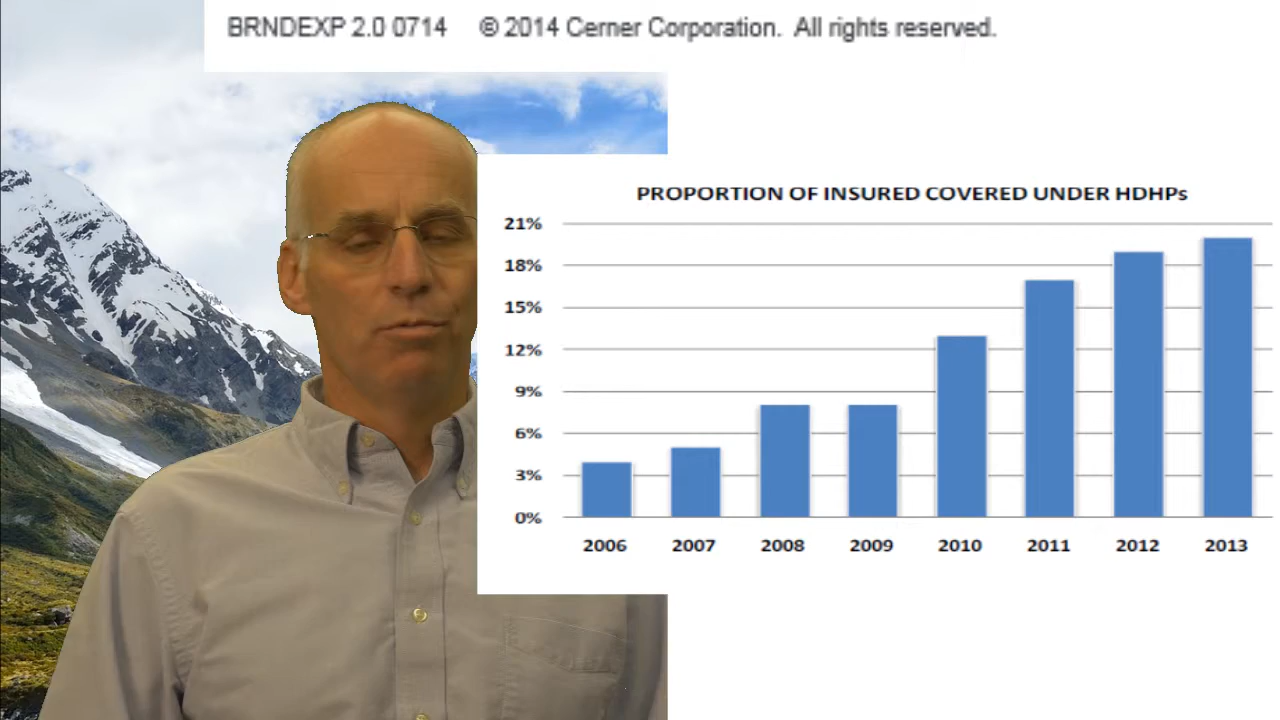 BRNDEXP 2.0 0714 © 2014 Cerner Corporation. All rights reserved.
PROPORTION OF INSURED COVERED UNDER HDHPs
21%
18%
15%
12%
9%
6%
3%
0%
2006 2007 2008 2009 2010 2011 2012 2013